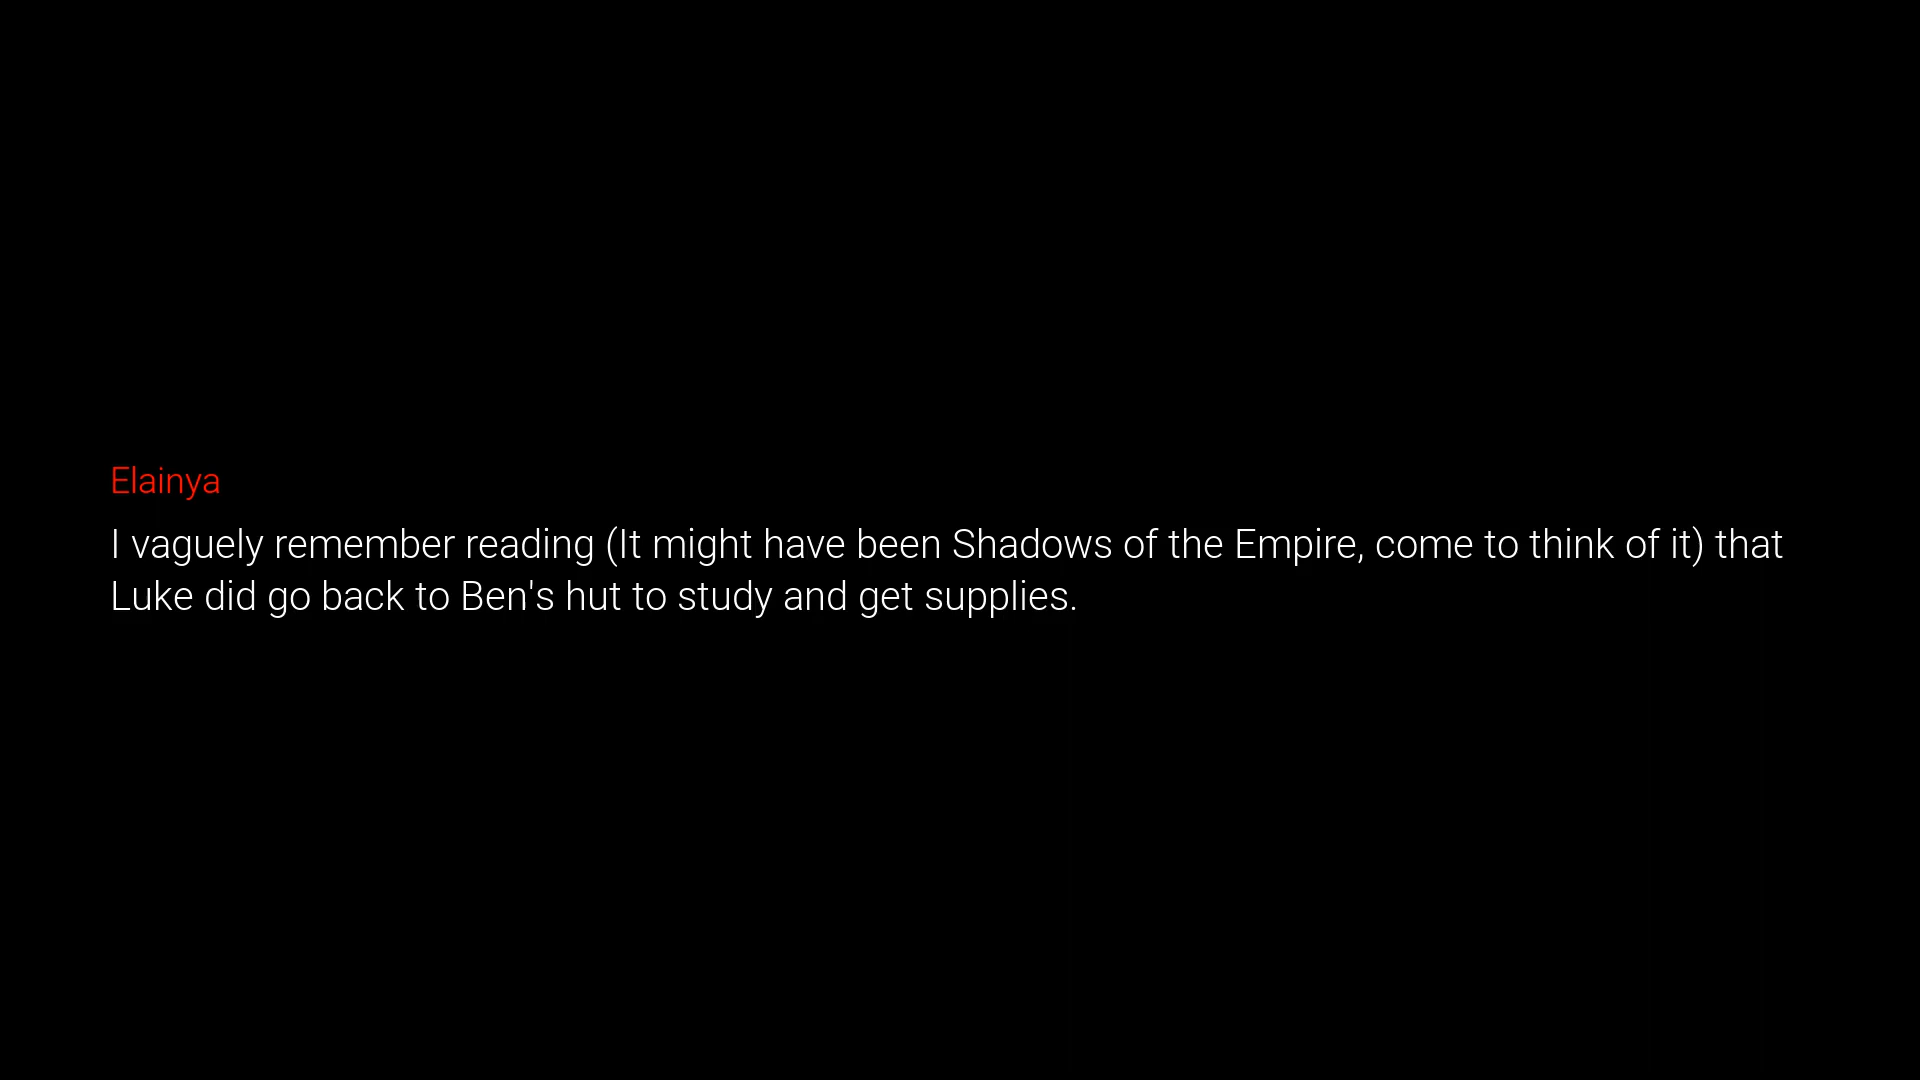 Elainya
I vaguely remember reading (It might have been Shadows of the Empire, come to think of it) that
Luke did go back to Ben's hut to study and get supplies.